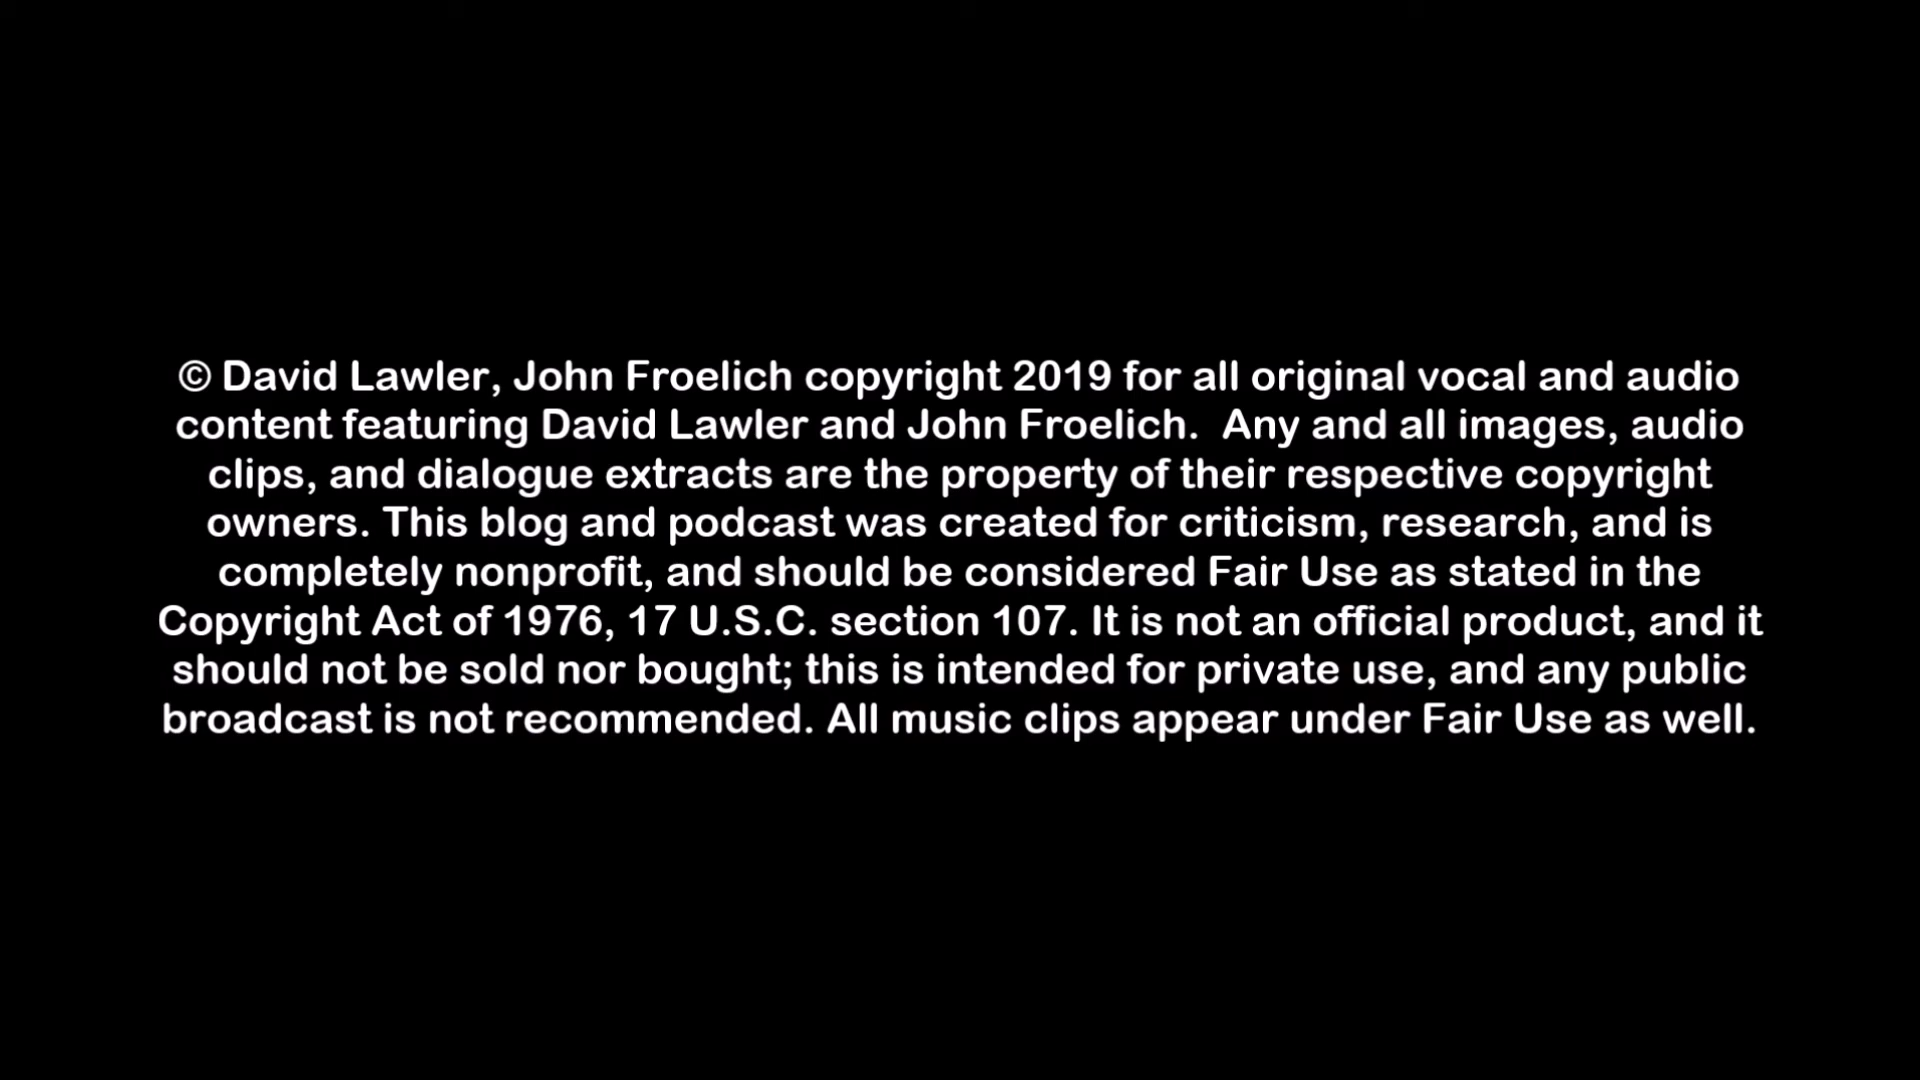 © David Lawler, John Froelich copyright 2019 for all original vocal and audio
content featuring David Lawler and John Froelich.  Any and all images, audio
clips, and dialogue extracts are the property of their respective copyright
owners. This blog and podcast was created for criticism, research, and is
completely nonprofit, and should be considered Fair Use as stated in the
Copyright Act of 1976, 17 U.S.C. section 107. It is not an official product, and it
should not be sold nor bought; this is intended for private use, and any public
broadcast is not recommended. All music clips appear under Fair Use as well.